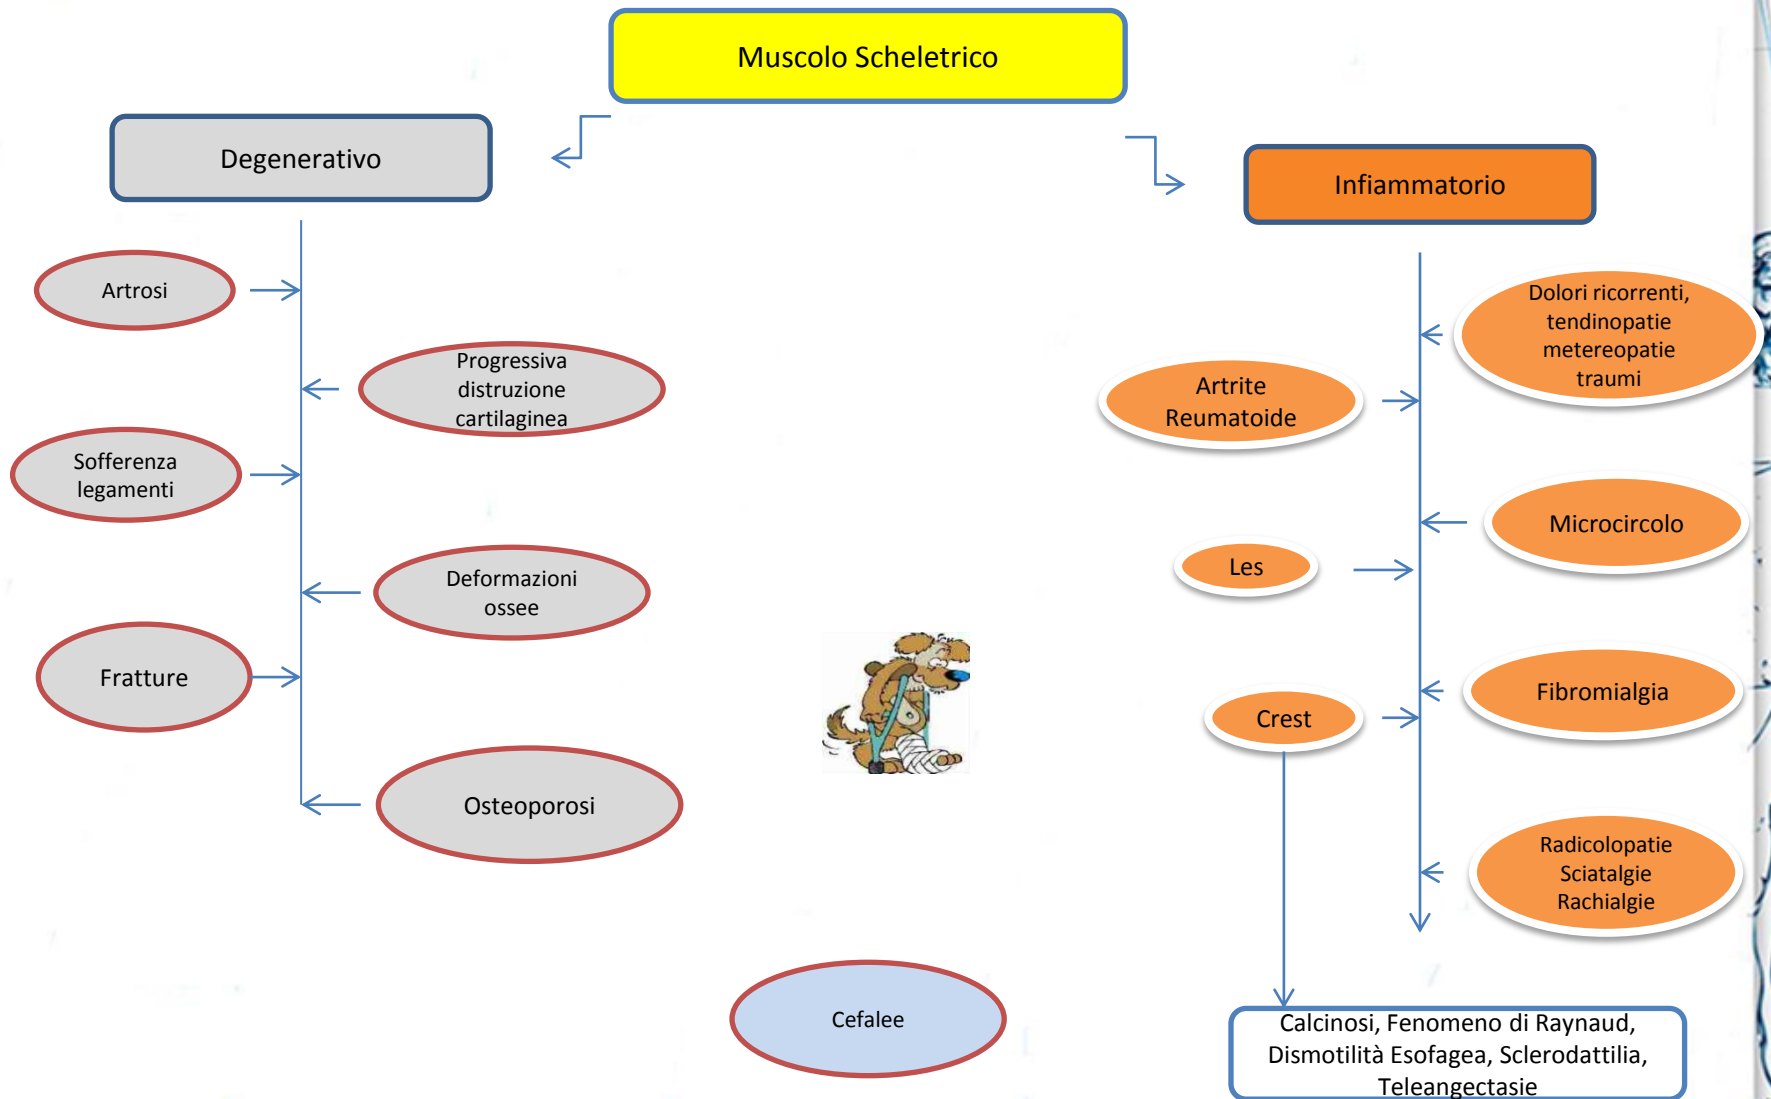 Muscolo Scheletrico
Degenerativo
Infiammatorio
Artrosi
Progressiva
distruzione
cartilaginea
Sofferenza
legamenti
Deformazioni
ossee
Fratture
Osteoporosi
Dolori ricorrenti,
tendinopatie
metereopatie
traumi
Artrite
Reumatoide
Microcircolo
Les
Fibromialgia
Crest
Radicolopatie
Sciatalgie
Rachialgie
Cefalee
Calcinosi, Fenomeno di Raynaud,
Dismotilità Esofagea, Sclerodattilia,
Teleangectasie